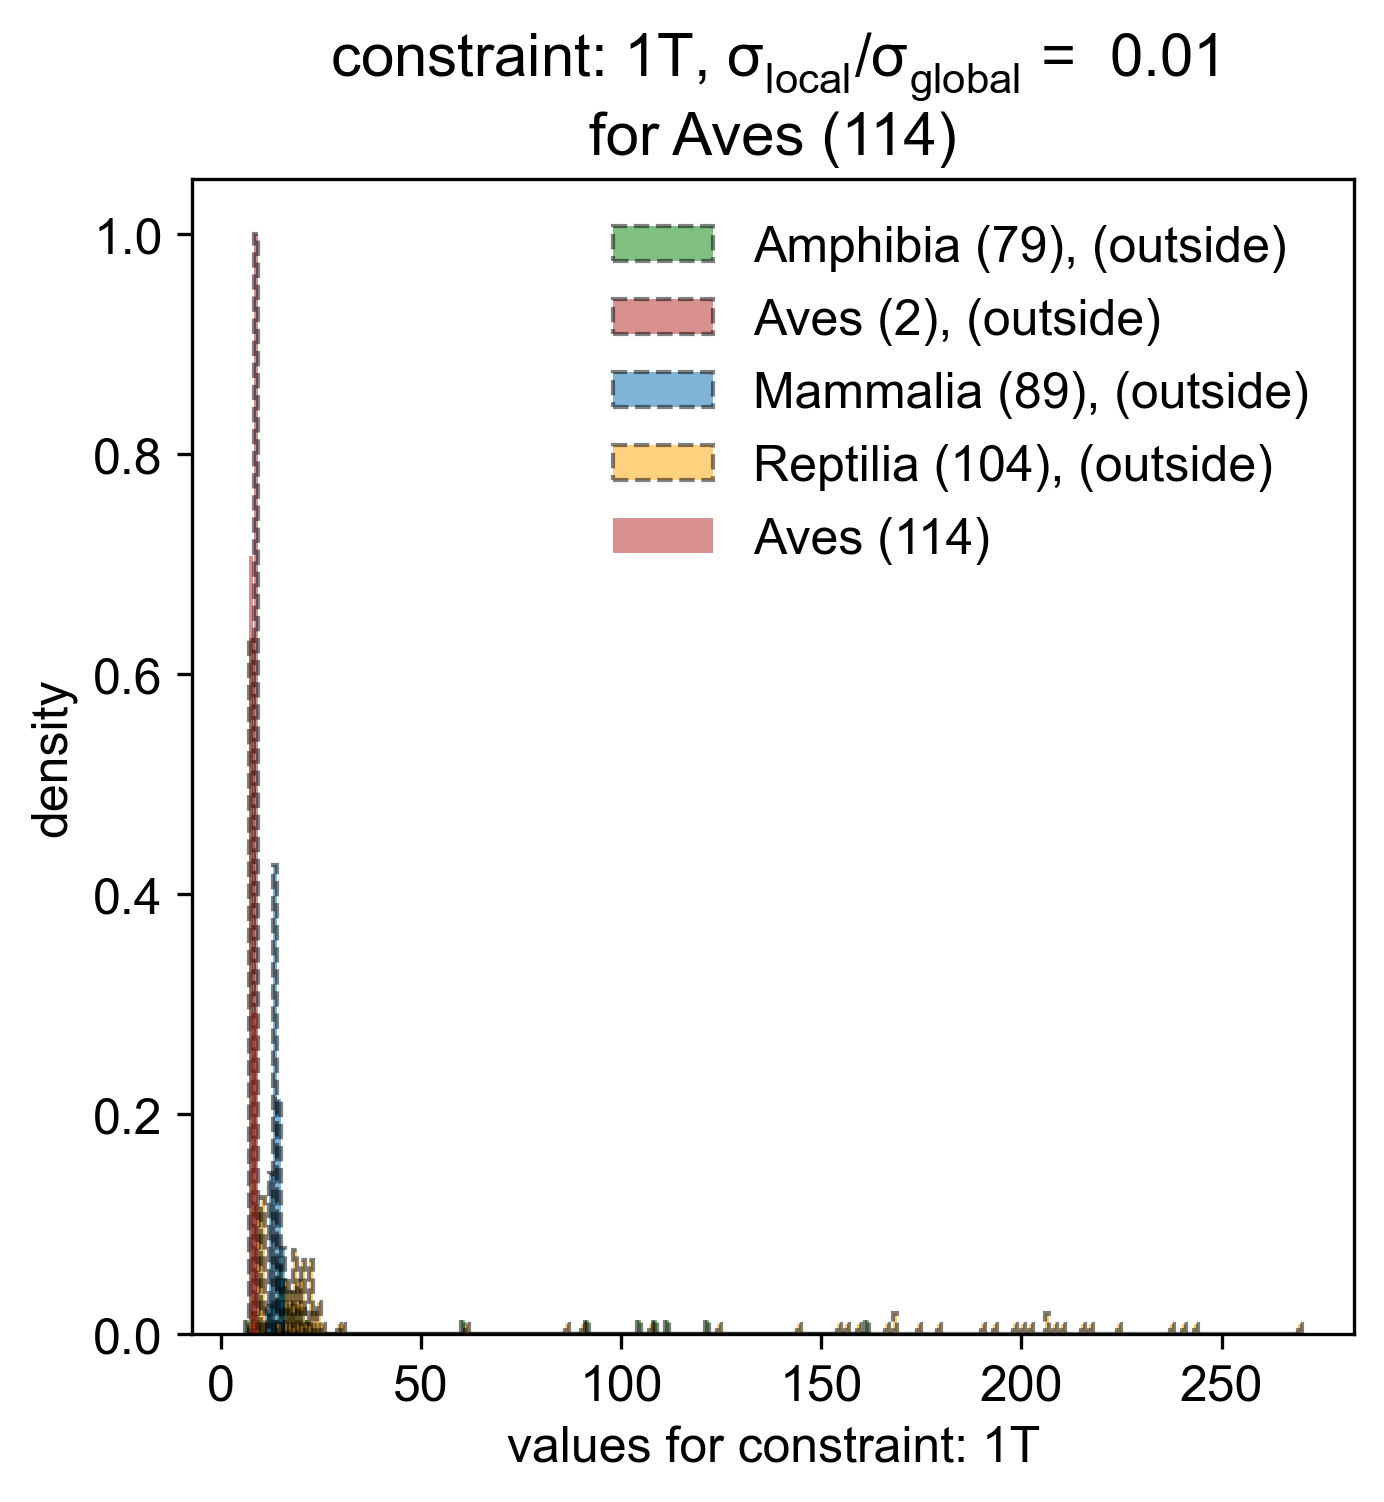 constraint: 1T, σlocal/σglobal = 0.01
for Aves (114)
Amphibia (79), (outside)
Aves (2), (outside)
Mammalia (89), (outside)
Reptilia (104), (outside)
Aves (114)
density
1.0
0.8
0.6
0.4
0.2
0.0
0 50 100 150 200 250
values for constraint: 1T